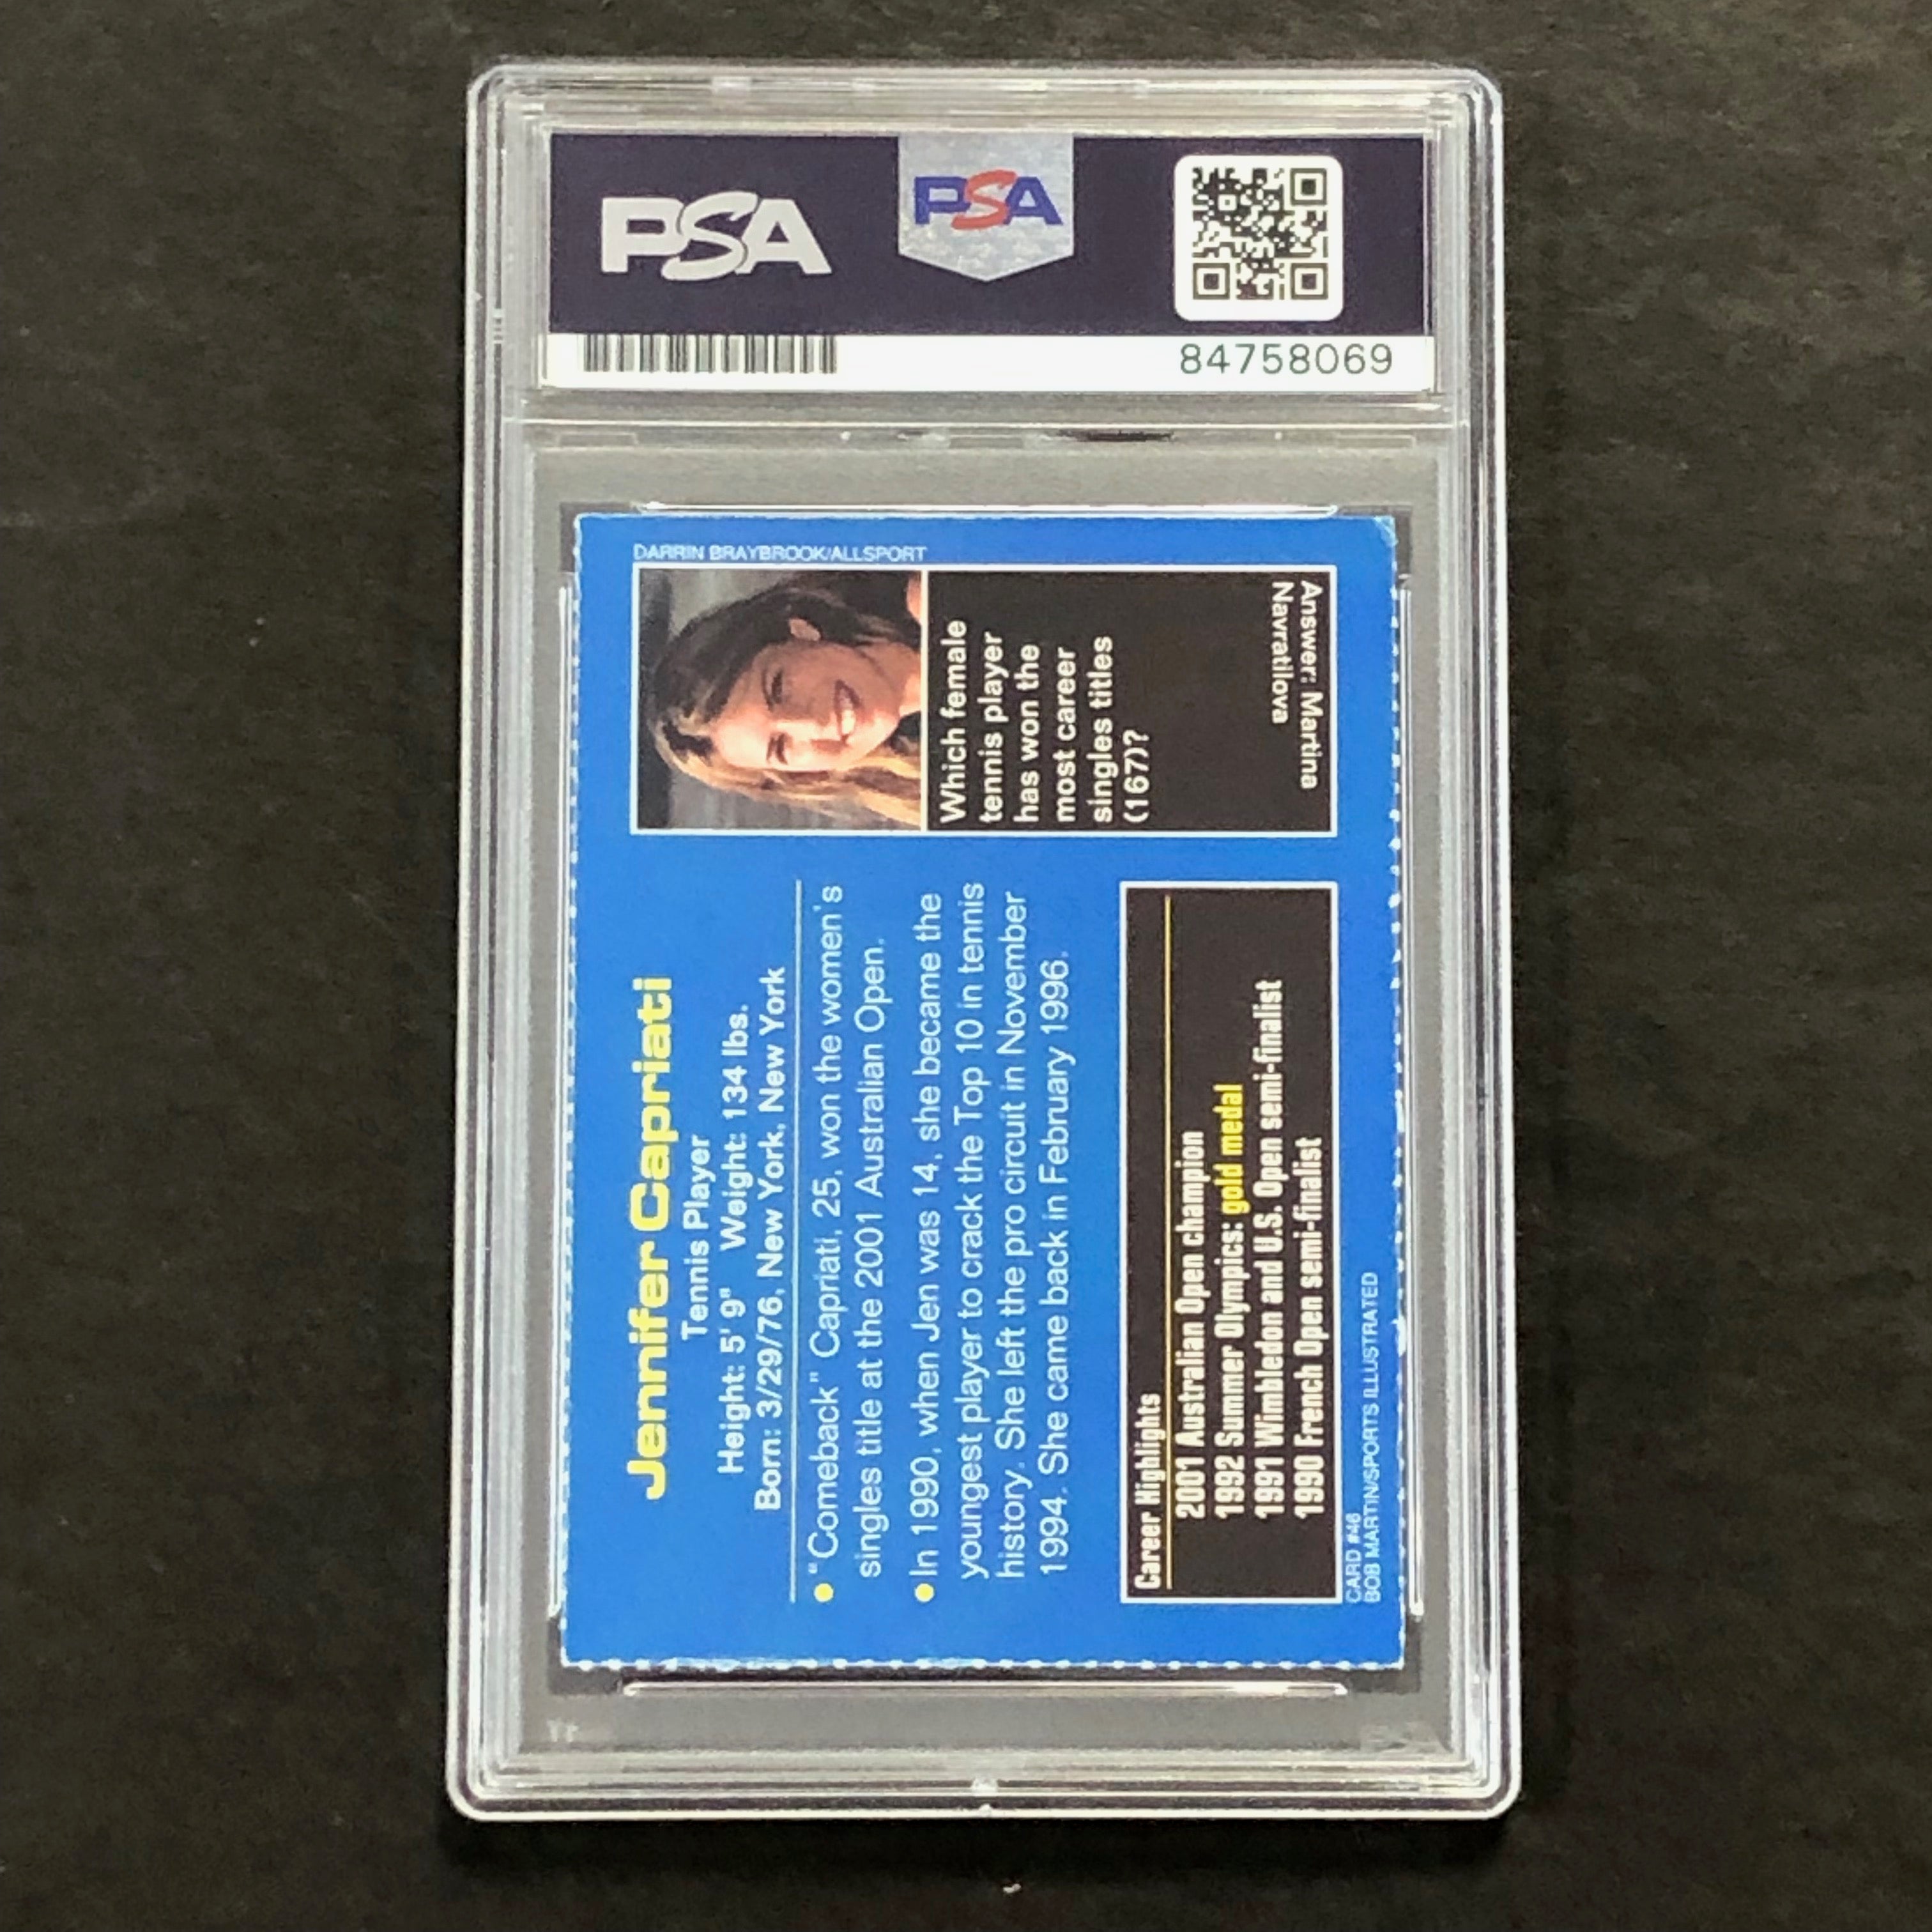 PSA
PSA
84758069
Jennifer Capriati
Tennis Player
Height: 5' 9" Weight: 134 lbs.
Born: 3/29/76, New York, New York
• "Comeback" Capriati, 25, won the women's
singles title at the 2001 Australian Open.
• In 1990, when Jen was 14, she became the
youngest player to crack the Top 10 in tennis
history. She left the pro circuit in November
1994. She came back in February 1996.
Career Highlights
2001 Australian Open champion
1992 Summer Olympics: gold medal
1991 Wimbledon and U.S. Open semi-finalist
1990 French Open semi-finalist
CARD #46
BOB MARTIN/SPORTS ILLUSTRATED
DARRIN BRAYBROOK/ALLSPORT
Which female
tennis player
has won the
most career
singles titles
(167)?
Answer: Martina
Navratilova